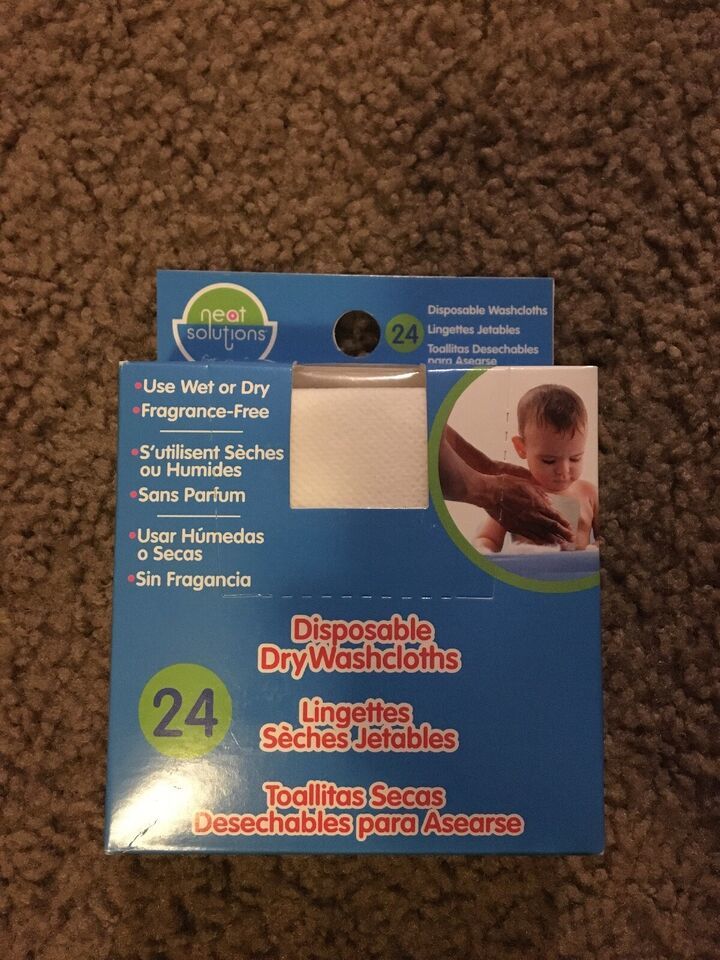 neat
solutions
24
Disposable Washcloths
Lingettes Jetables
Toallitas Desechables
para Asearse
•Use Wet or Dry
•Fragrance-Free
•S'utilisent Sèches
ou Humides
•Sans Parfum
•Usar Húmedas
o Secas
•Sin Fragancia
Disposable
Dry Washcloths
24
Lingettes
Sèches Jetables
Toallitas Secas
Desechables para Asearse